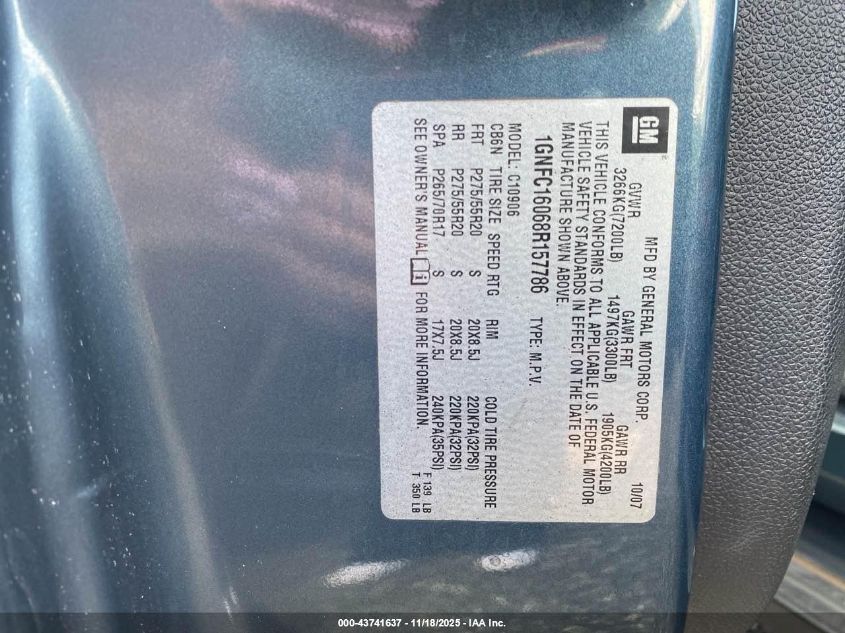 GM
MFD BY GENERAL MOTORS CORP. 10/07
GVWR GAWR FRT GAWR RR
3266KG(7200LB) 1497KG(3300LB) 1905KG(4200LB)
THIS VEHICLE CONFORMS TO ALL APPLICABLE U.S. FEDERAL MOTOR
VEHICLE SAFETY STANDARDS IN EFFECT ON THE DATE OF
MANUFACTURE SHOWN ABOVE.
1GNFC16068R157786 TYPE: M.P.V.
MODEL: C10906
CB6N TIRE SIZE SPEED RTG RIM COLD TIRE PRESSURE
FRT P275/55R20 S 20X8.5J 220KPA(32PSI)
RR P275/55R20 S 20X8.5J 220KPA(32PSI)
SPA P265/70R17 S 17X7.5J 240KPA(35PSI) F 139 LB
SEE OWNER'S MANUAL FOR MORE INFORMATION. T 350 LB
000-43741637 - 11/18/2025 - IAA Inc.